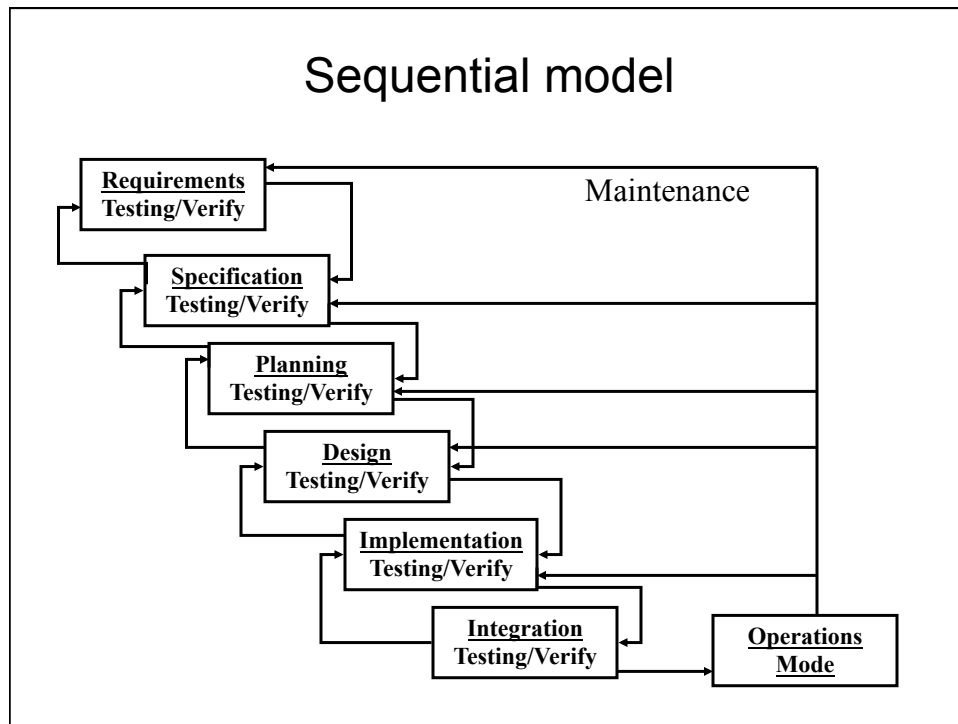 Sequential model
Requirements
Testing/Verify
Maintenance
Specification
Testing/Verify
Planning
Testing/Verify
Design
Testing/Verify
Implementation
Testing/Verify
Integration
Testing/Verify
Operations
Mode